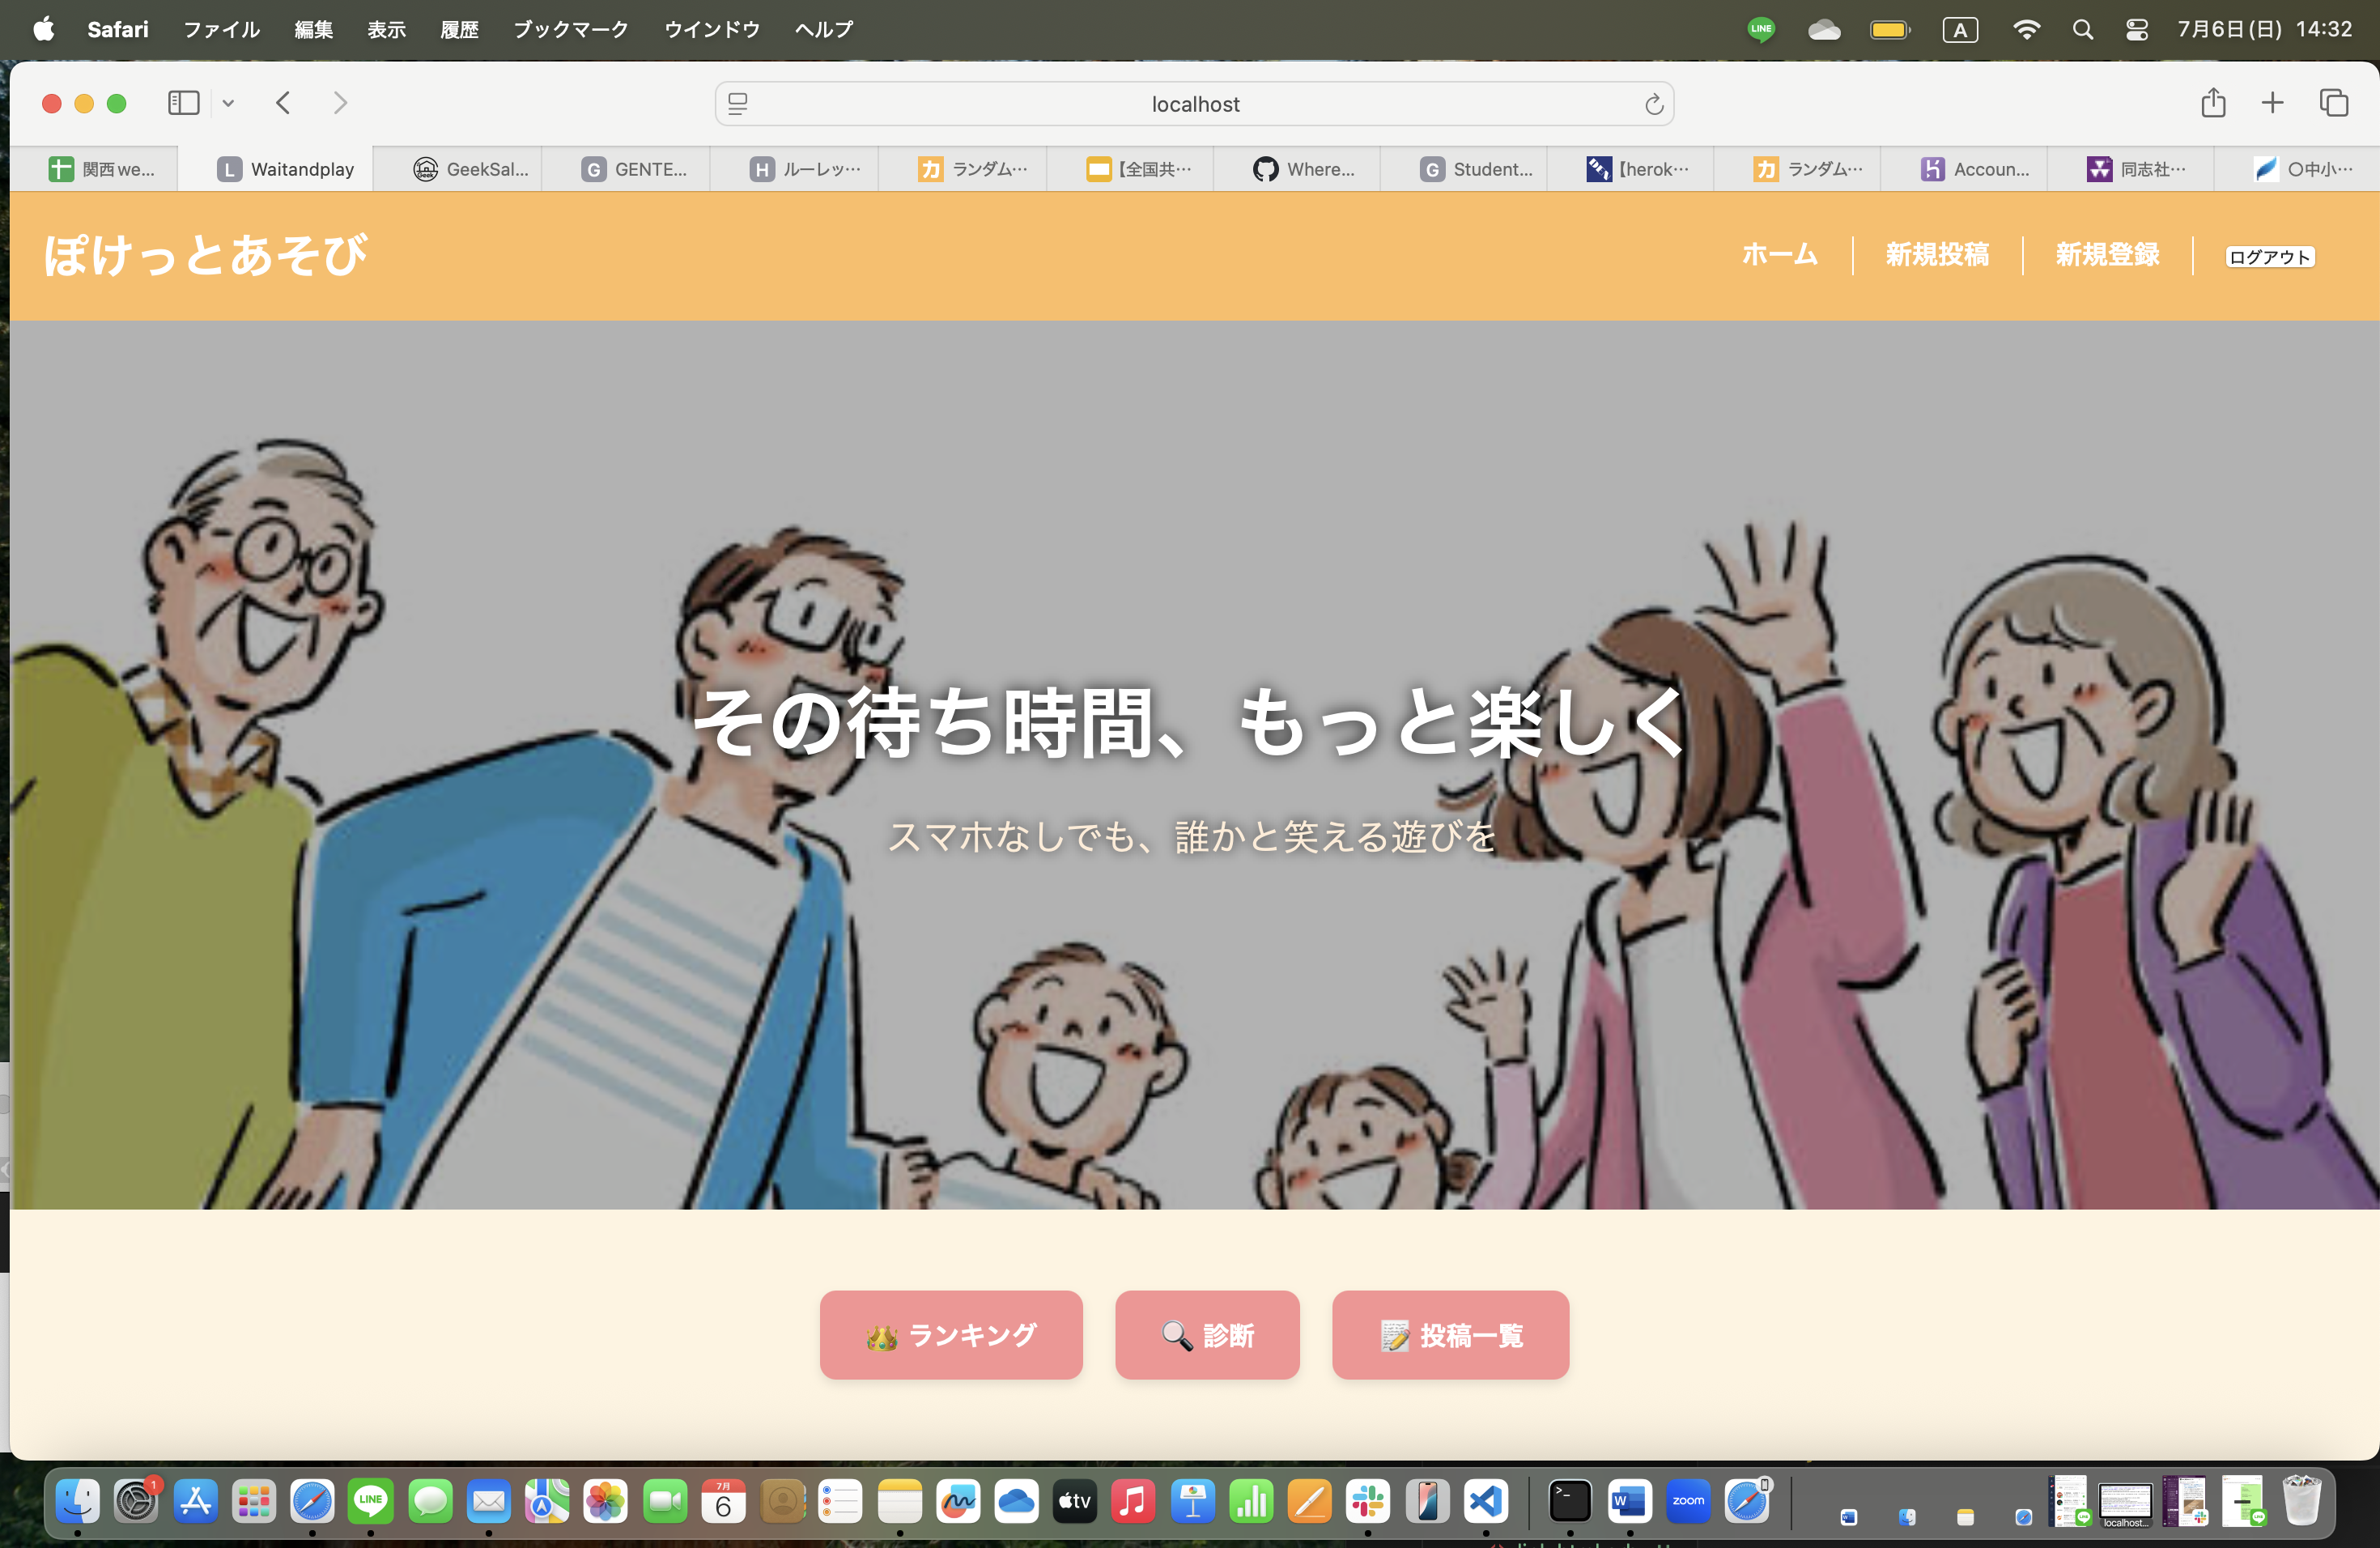 Safari ファイル 編集 表示 履歴 ブックマーク ウインドウ ヘルプ LINE A 7月6日(日) 14:32
localhost
関西we... L Waitandplay GeekSal... G GENTE... H ルーレッ… カ ランダム… 【全国共… Where... G Student... 【herok… カ ランダム… Accoun... 同志社… 〇中小…
ぽけっとあそび ホーム 新規投稿 新規登録 ログアウト
その待ち時間、もっと楽しく
スマホなしでも、誰かと笑える遊びを
ランキング 診断 投稿一覧
1 LINE 7月 6 tv W zoom localhost...